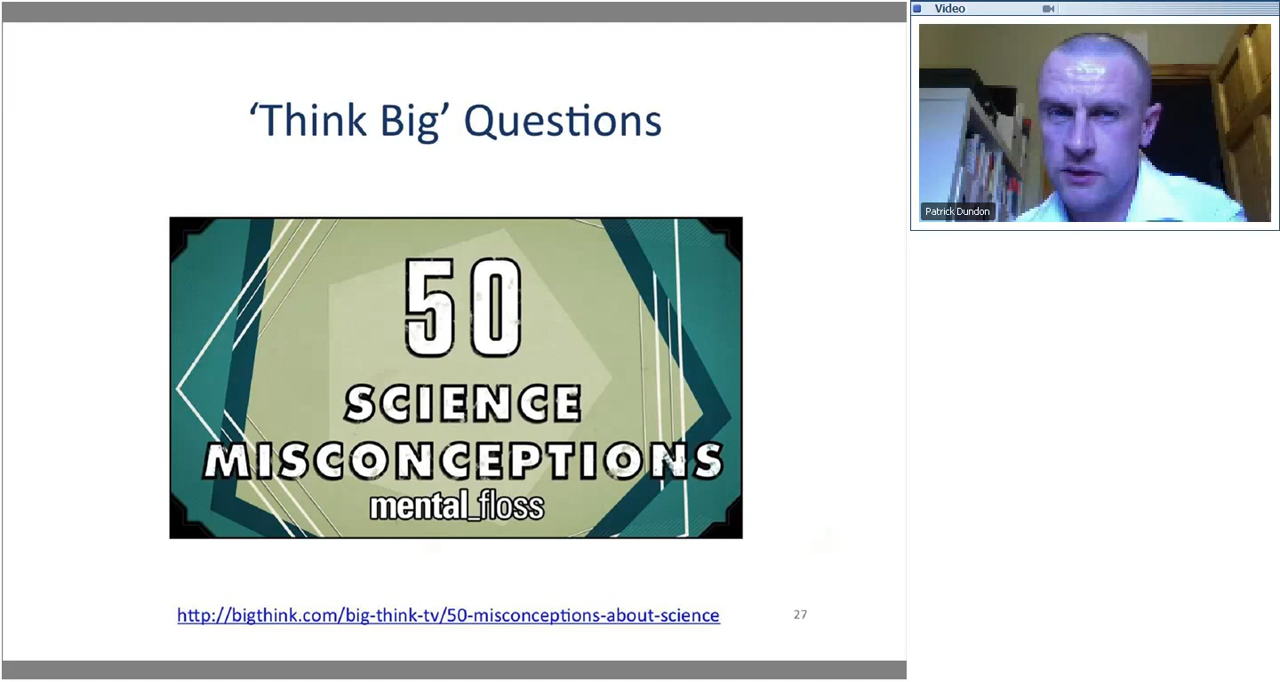 ‘Think Big’ Questions
50
SCIENCE
MISCONCEPTIONS
mental_floss
http://bigthink.com/big-think-tv/50-misconceptions-about-science
27
Video
Patrick Dundon